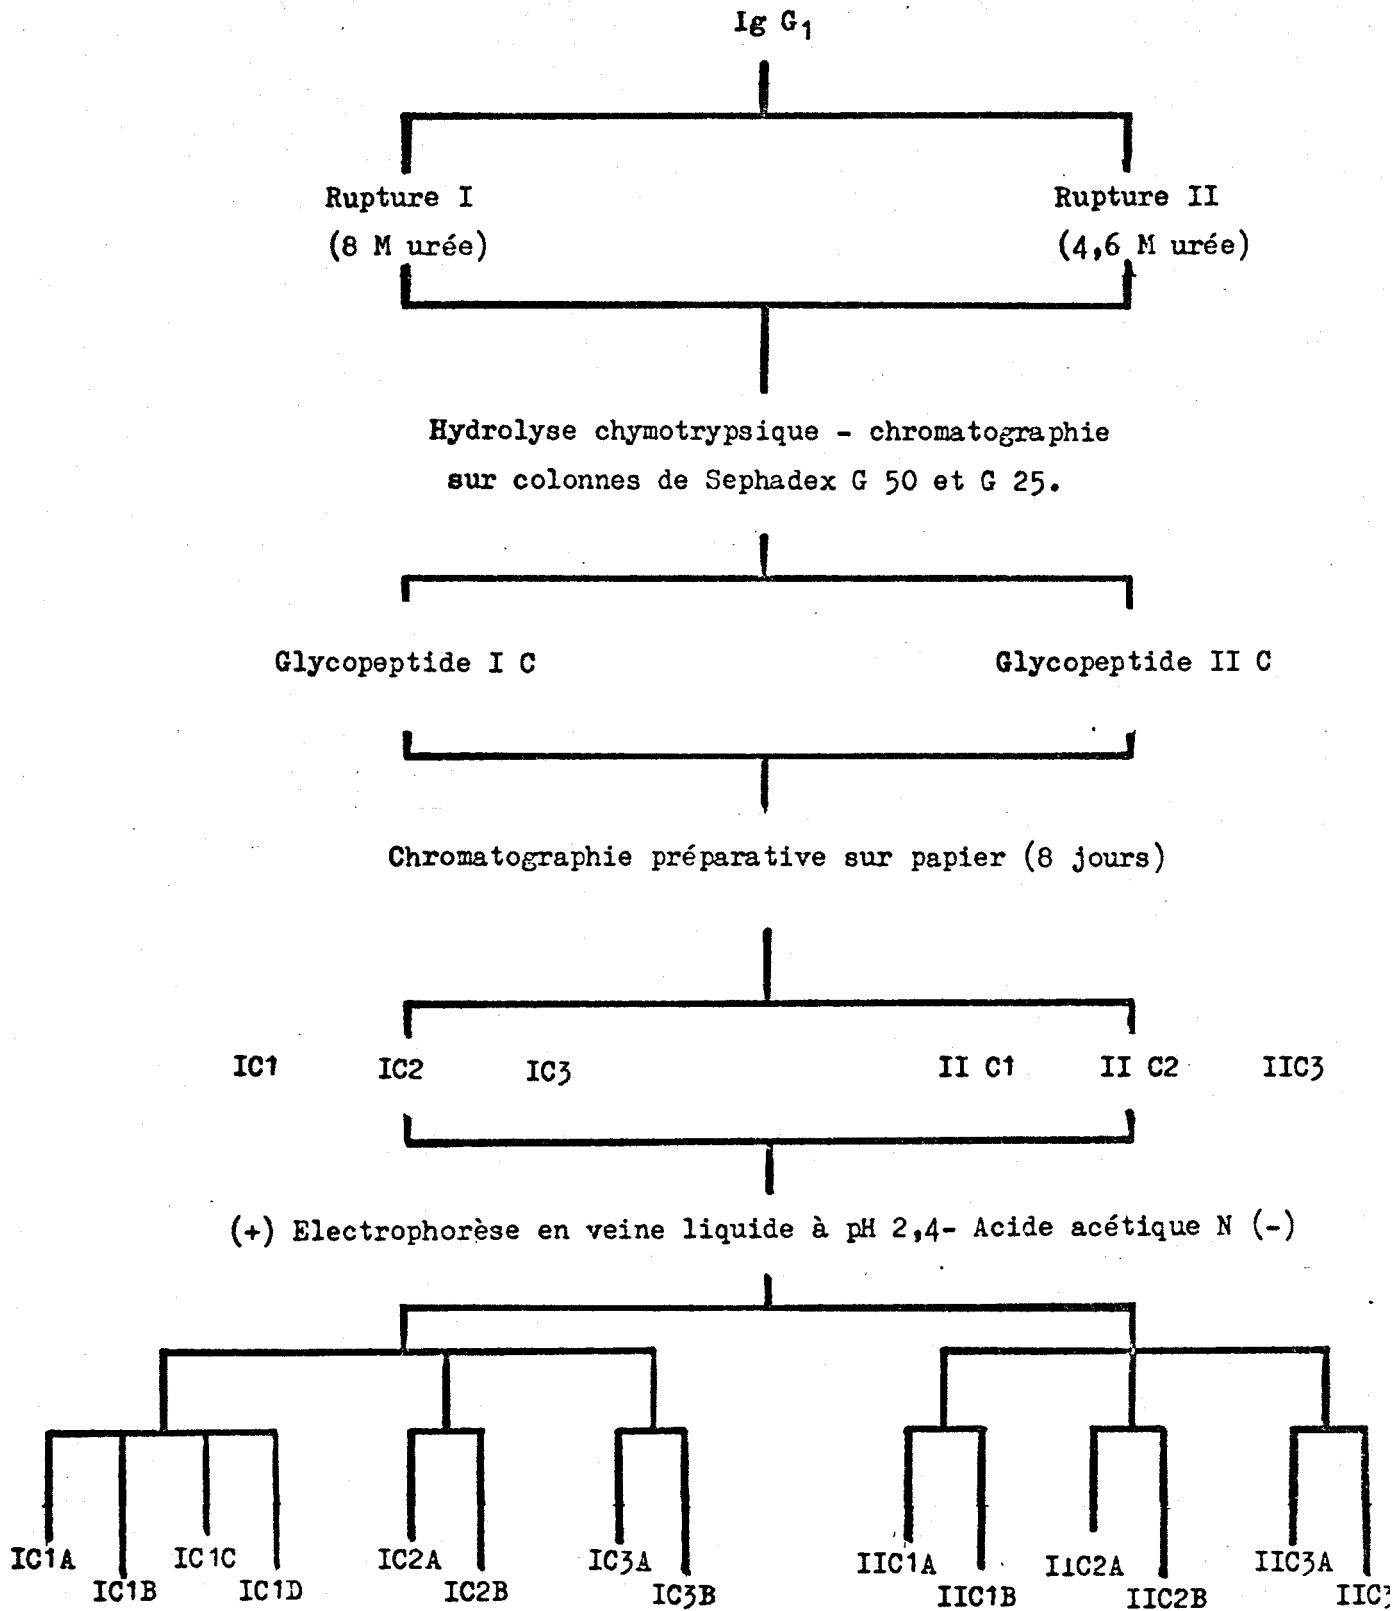 Ig G₁
Rupture I
(8 M urée)
Rupture II
(4,6 M urée)
Hydrolyse chymotrypsique - chromatographie
sur colonnes de Sephadex G 50 et G 25.
Glycopeptide I C
Glycopeptide II C
Chromatographie préparative sur papier (8 jours)
IC1 IC2 IC3 II C1 II C2 IIC3
(+) Electrophorèse en veine liquide à pH 2,4- Acide acétique N (-)
IC1A IC1C IC2A IC3A IIC1A IIC2A IIC3A
IC1B IC1D IC2B IC3B IIC1B IIC2B